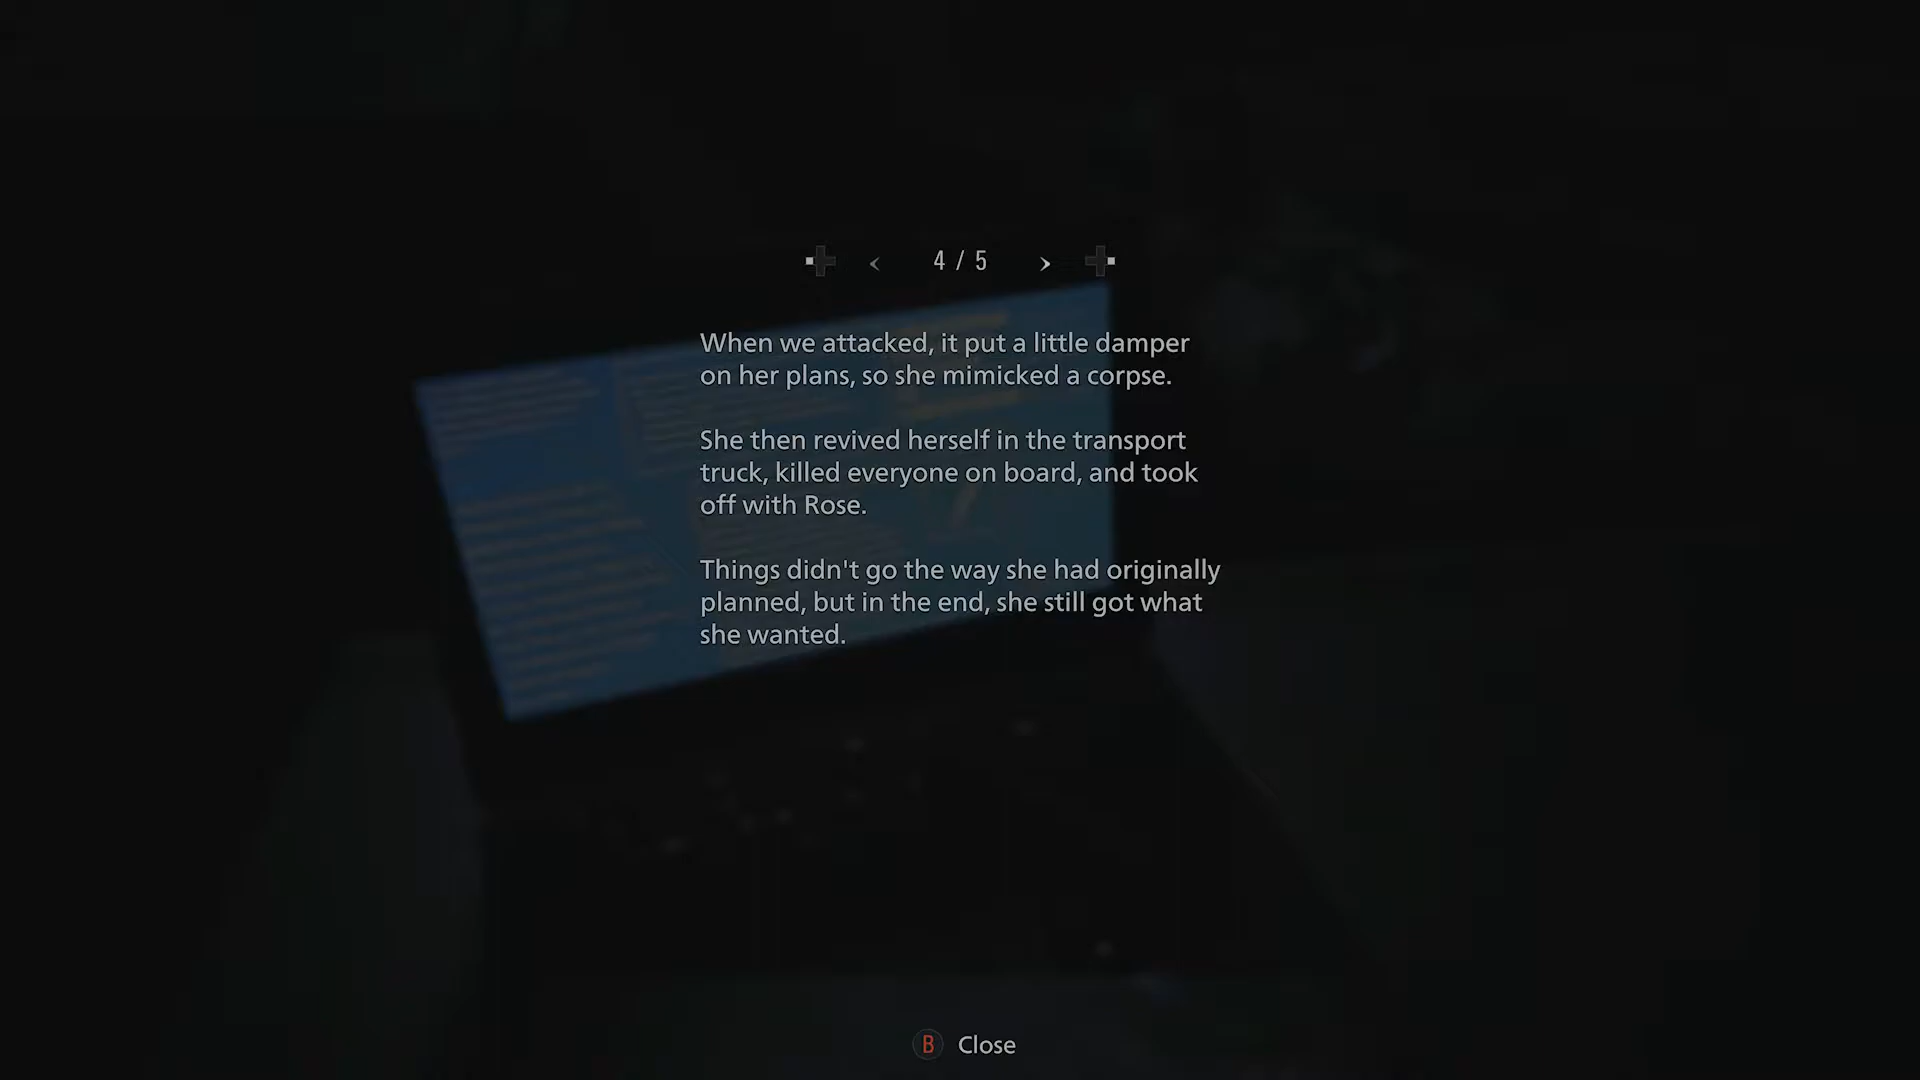 < 4 / 5 >
When we attacked, it put a little damper
on her plans, so she mimicked a corpse.
She then revived herself in the transport
truck, killed everyone on board, and took
off with Rose.
Things didn't go the way she had originally
planned, but in the end, she still got what
she wanted.
B Close